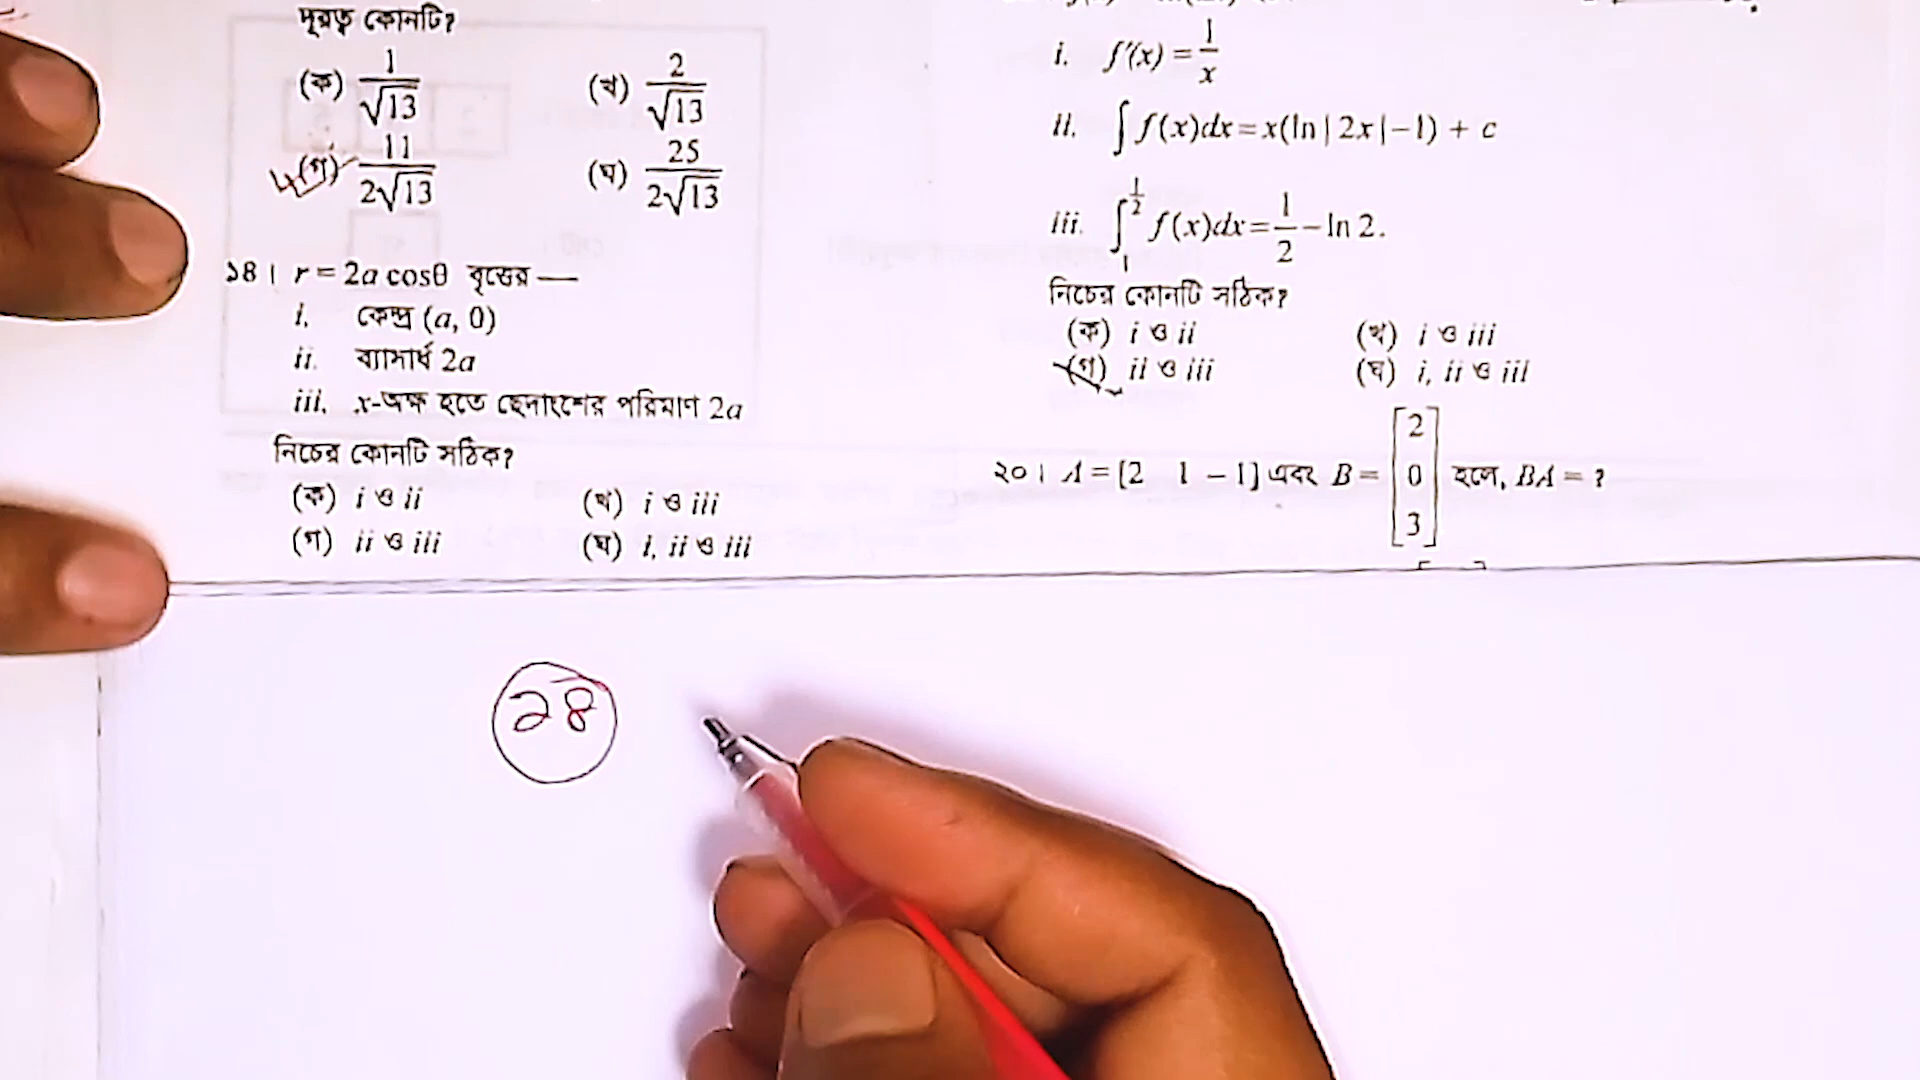 দূরত্ব কোনটি?
(ক) 1/√13 (খ) 2/√13
(গ) 11/2√13 (ঘ) 25/2√13
১৪। r = 2a cosθ বৃত্তের —
i. কেন্দ্র (a, 0)
ii. ব্যাসার্ধ 2a
iii. x-অক্ষ হতে ছেদাংশের পরিমাণ 2a
নিচের কোনটি সঠিক?
(ক) i ও ii (খ) i ও iii
(গ) ii ও iii (ঘ) i, ii ও iii
i. f′(x) = 1/x
ii. ∫ f(x)dx = x(ln | 2x | −1) + c
iii. ∫₁^{1/2} f(x)dx = 1/2 − ln 2.
নিচের কোনটি সঠিক?
(ক) i ও ii (খ) i ও iii
(গ) ii ও iii (ঘ) i, ii ও iii
২০। A = [2 1 −1] এবং B = [2 0 3] হলে, BA = ?
28